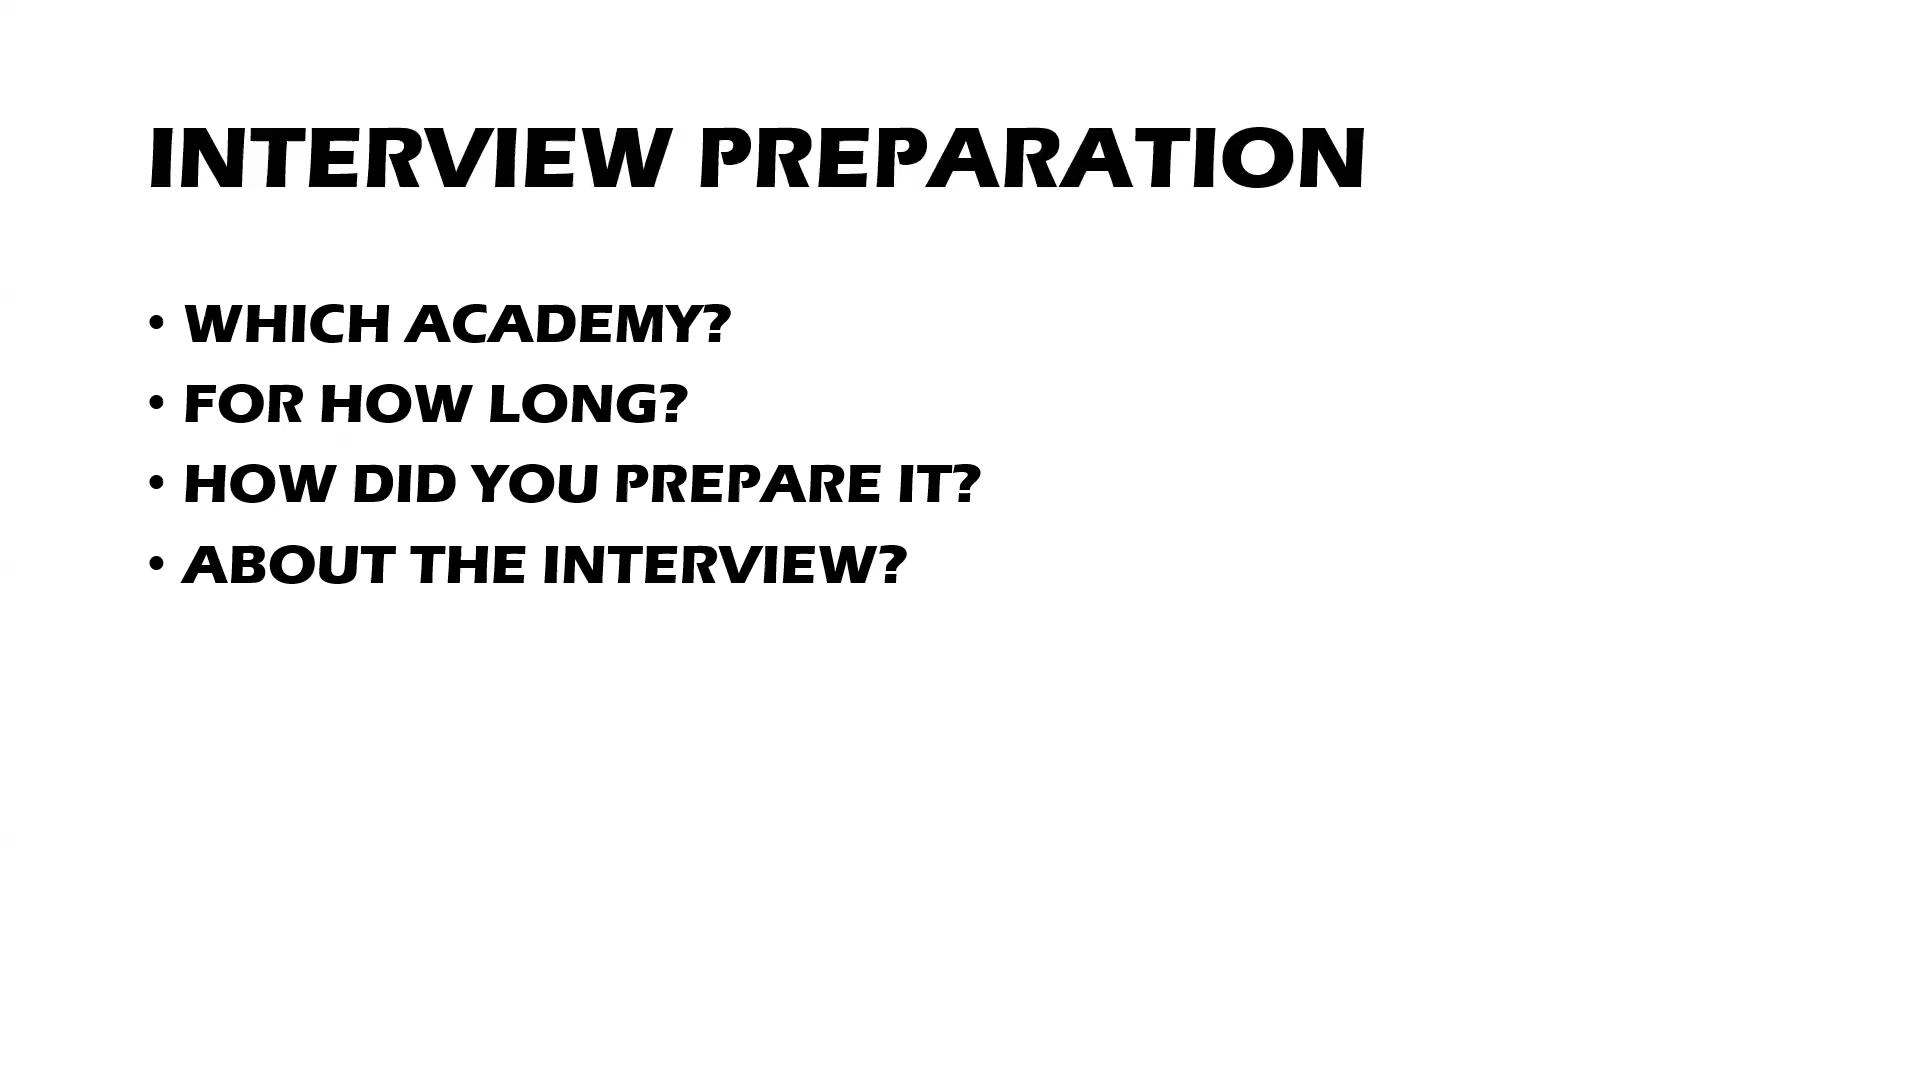 INTERVIEW PREPARATION
• WHICH ACADEMY?
• FOR HOW LONG?
• HOW DID YOU PREPARE IT?
• ABOUT THE INTERVIEW?